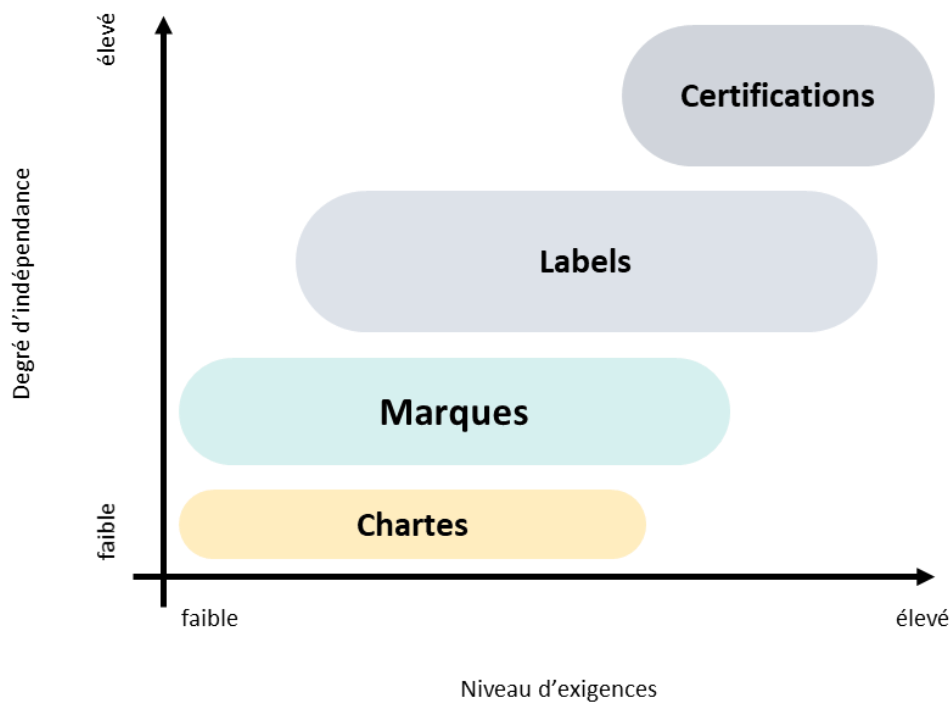 élevé
Certifications
Degré d’indépendance
Labels
Marques
Chartes
faible
faible
élevé
Niveau d’exigences